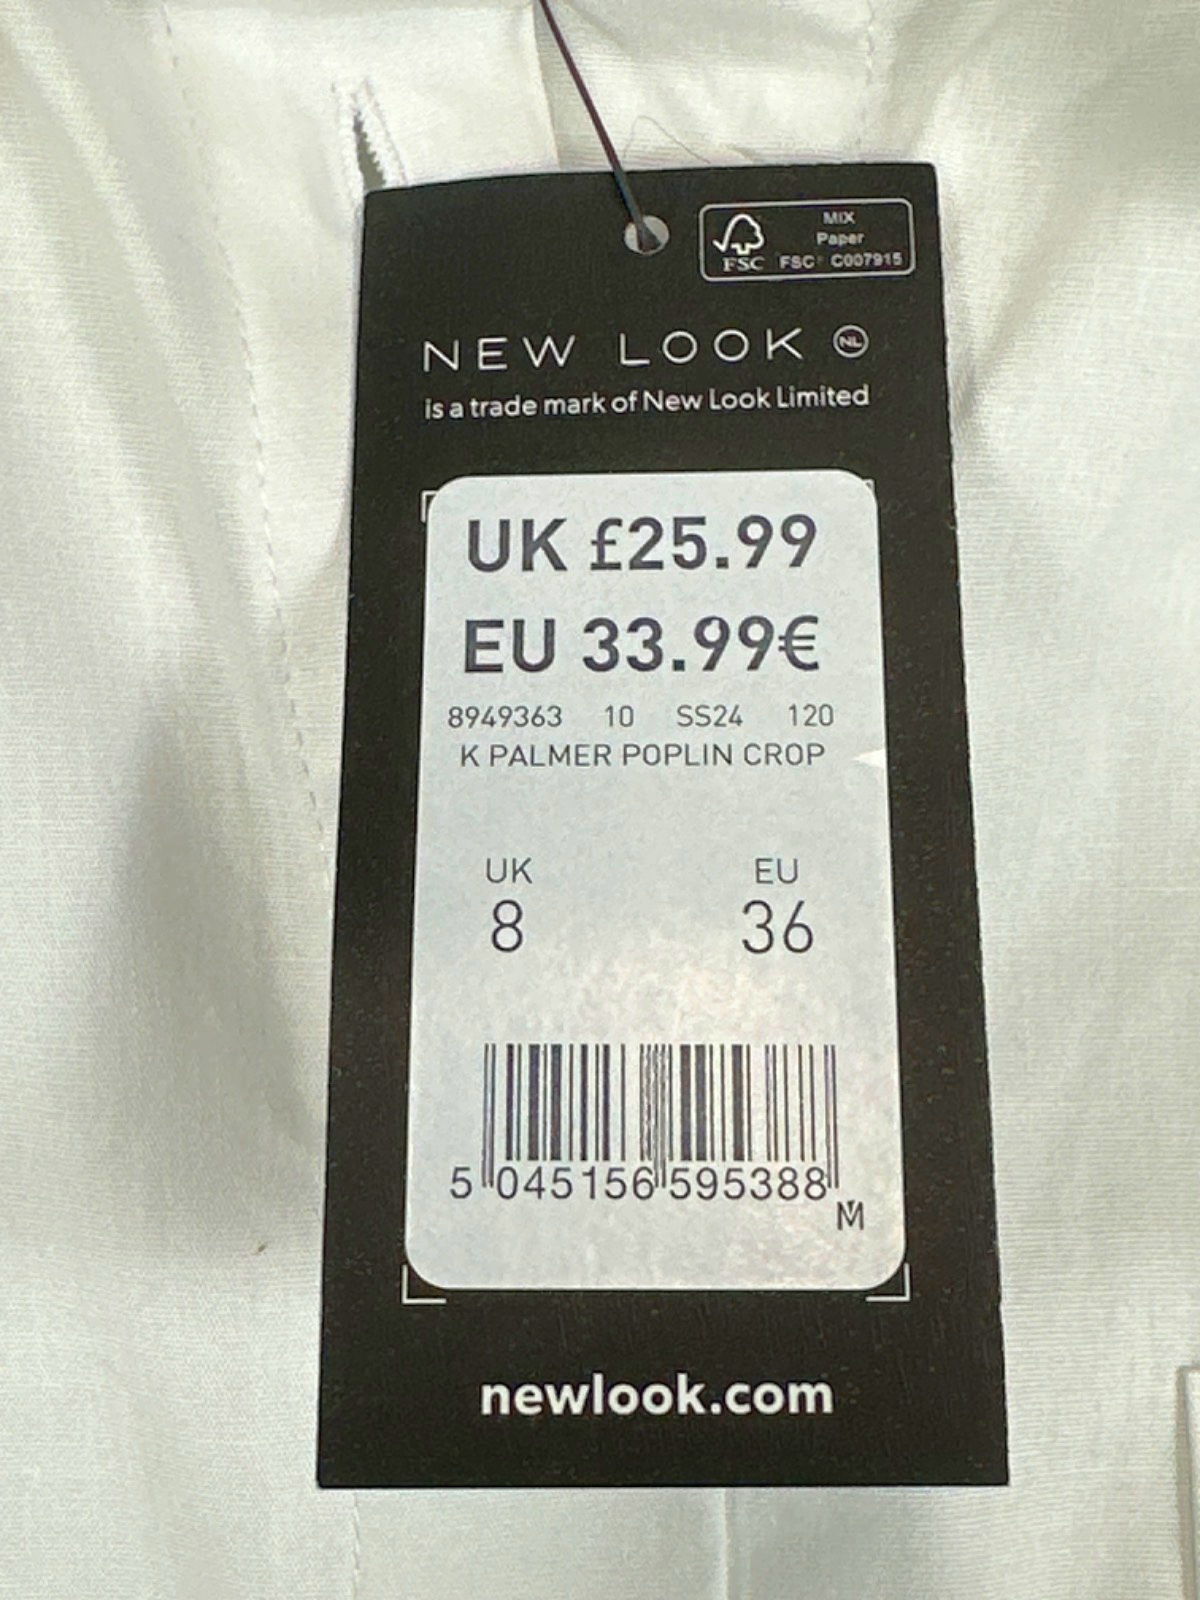 MIX
Paper
FSC FSC® C007915
NEW LOOK NL
is a trade mark of New Look Limited
UK £25.99
EU 33.99€
8949363 10 SS24 120
K PALMER POPLIN CROP
UK EU
8 36
5 045156 595388
M
newlook.com